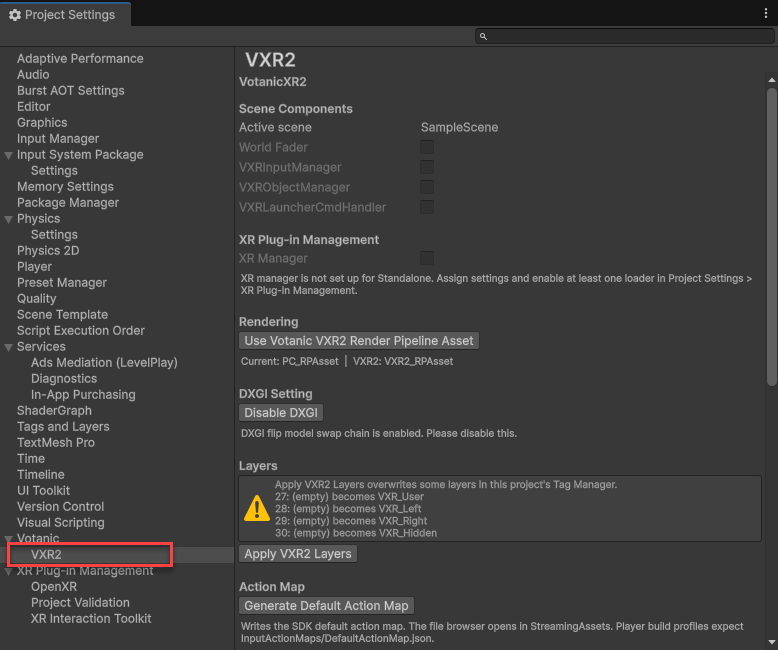 Project Settings
Adaptive Performance
Audio
Burst AOT Settings
Editor
Graphics
Input Manager
Input System Package
Settings
Memory Settings
Package Manager
Physics
Settings
Physics 2D
Player
Preset Manager
Quality
Scene Template
Script Execution Order
Services
Ads Mediation (LevelPlay)
Diagnostics
In-App Purchasing
ShaderGraph
Tags and Layers
TextMesh Pro
Time
Timeline
UI Toolkit
Version Control
Visual Scripting
Votanic
VXR2
XR Plug-in Management
OpenXR
Project Validation
XR Interaction Toolkit
VXR2
VotanicXR2
Scene Components
Active scene SampleScene
World Fader
VXRInputManager
VXRObjectManager
VXRLauncherCmdHandler
XR Plug-in Management
XR Manager
XR manager is not set up for Standalone. Assign settings and enable at least one loader in Project Settings >
XR Plug-in Management.
Rendering
Use Votanic VXR2 Render Pipeline Asset
Current: PC_RPAsset | VXR2: VXR2_RPAsset
DXGI Setting
Disable DXGI
DXGI flip model swap chain is enabled. Please disable this.
Layers
Apply VXR2 Layers overwrites some layers in this project's Tag Manager.
27: (empty) becomes VXR_User
28: (empty) becomes VXR_Left
29: (empty) becomes VXR_Right
30: (empty) becomes VXR_Hidden
Apply VXR2 Layers
Action Map
Generate Default Action Map
Writes the SDK default action map. The file browser opens in StreamingAssets. Player build profiles expect
InputActionMaps/DefaultActionMap.json.